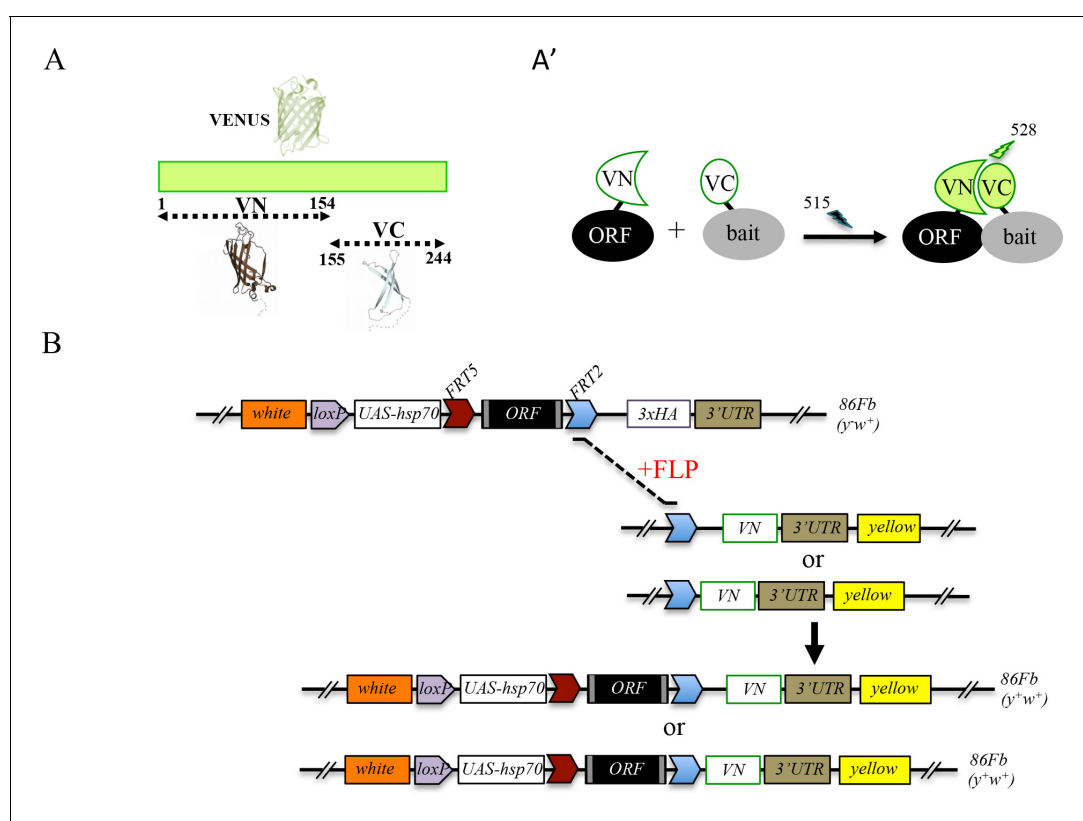 A
VENUS
1 VN 154
VC
155 244
A'
VN
ORF
+
VC
bait
515
528
VN VC
ORF bait
B
FRT5 FRT2
white loxP UAS-hsp70 ORF 3xHA 3'UTR 86Fb
(y-w+)
+FLP
VN 3'UTR yellow
or
VN 3'UTR yellow
white loxP UAS-hsp70 ORF VN 3'UTR yellow 86Fb
(y+w+)
or
white loxP UAS-hsp70 ORF VN 3'UTR yellow 86Fb
(y+w+)